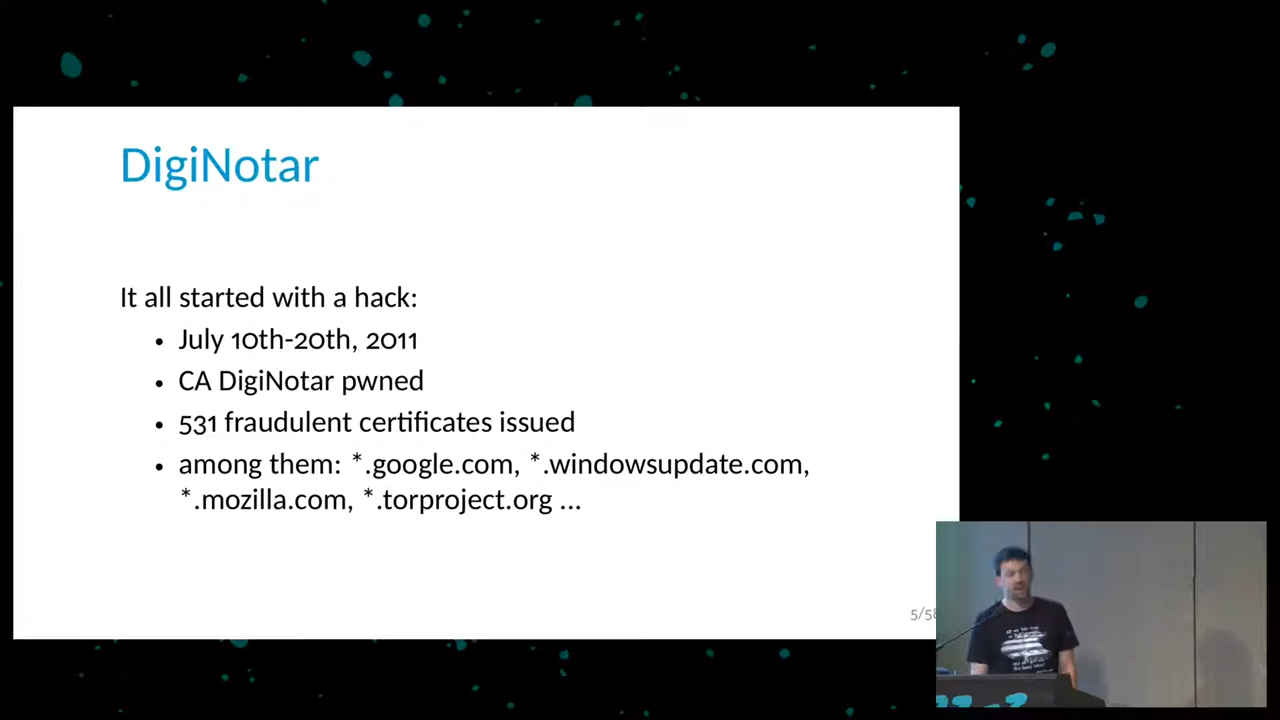 DigiNotar
It all started with a hack:
• July 10th-20th, 2011
• CA DigiNotar pwned
• 531 fraudulent certificates issued
• among them: *.google.com, *.windowsupdate.com,
*.mozilla.com, *.torproject.org ...
5/58